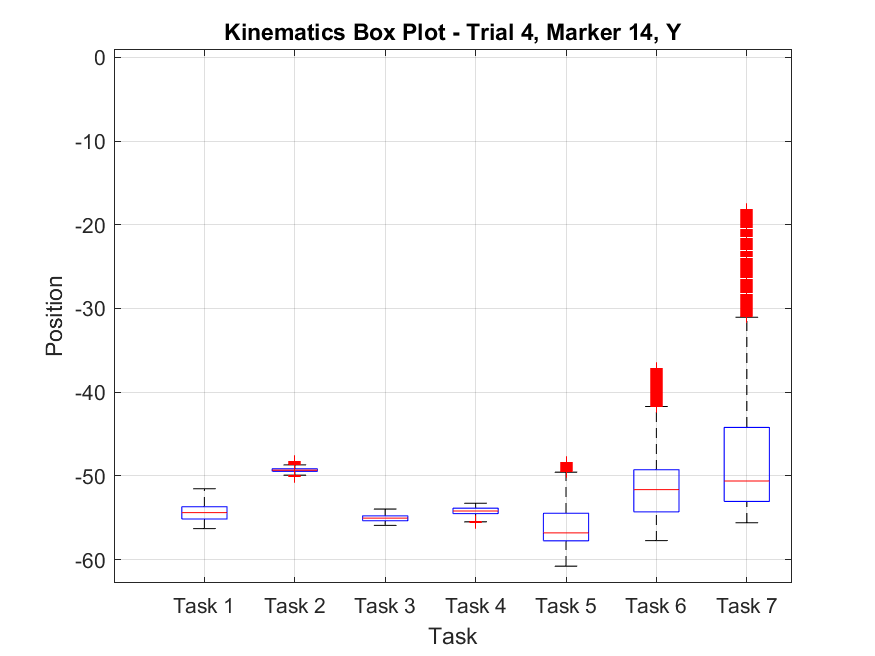 Kinematics Box Plot - Trial 4, Marker 14, Y
0
-10
-20
-30
-40
-50
-60
Position
Task 1 Task 2 Task 3 Task 4 Task 5 Task 6 Task 7
Task